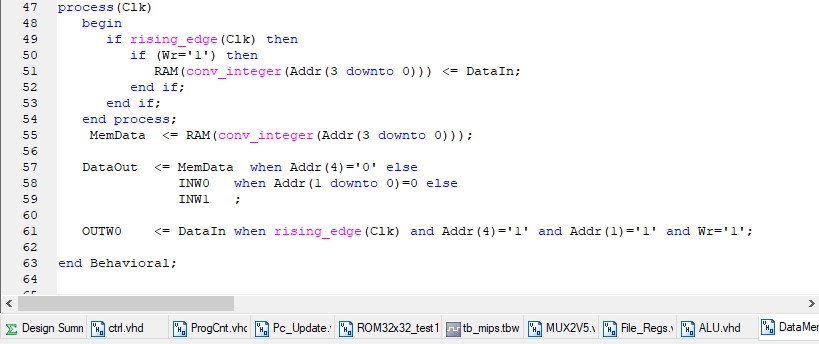 47 process(Clk)
48 begin
49 if rising_edge(Clk) then
50 if (Wr='1') then
51 RAM(conv_integer(Addr(3 downto 0))) <= DataIn;
52 end if;
53 end if;
54 end process;
55 MemData <= RAM(conv_integer(Addr(3 downto 0)));
56
57 DataOut <= MemData when Addr(4)='0' else
58 INW0 when Addr(1 downto 0)=0 else
59 INW1 ;
60
61 OUTW0 <= DataIn when rising_edge(Clk) and Addr(4)='1' and Addr(1)='1' and Wr='1';
62
63 end Behavioral;
64
Design Summ ctrl.vhd ProgCnt.vhd Pc_Update. ROM32x32_test1 tb_mips.tbw MUX2V5.v File_Regs. ALU.vhd DataMer